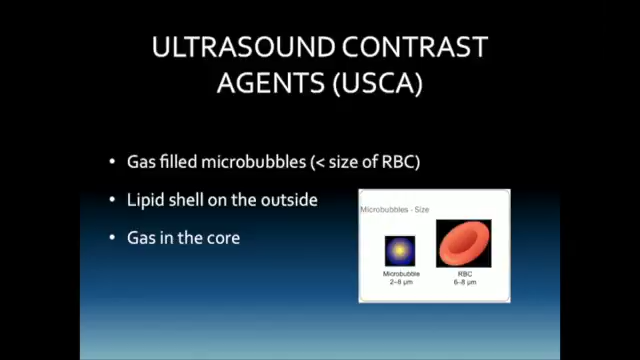 ULTRASOUND CONTRAST
AGENTS (USCA)
• Gas filled microbubbles (< size of RBC)
• Lipid shell on the outside
• Gas in the core
Microbubbles - Size
Microbubble
2–8 μm
RBC
6–8 μm